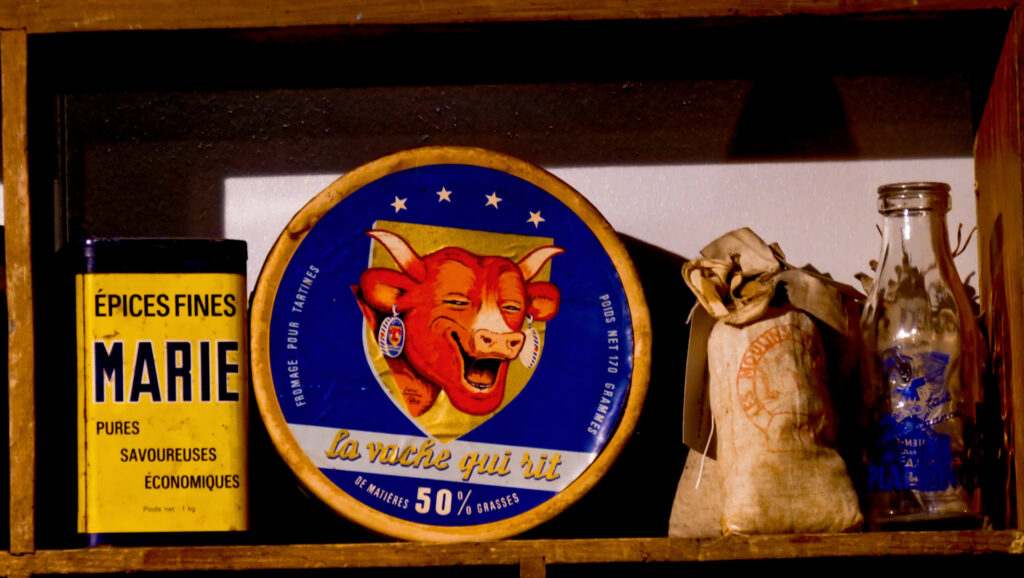 ÉPICES FINES
MARIE
PURES
SAVOUREUSES
ÉCONOMIQUES
Poids net 1 kg
FROMAGE POUR TARTINES
POIDS NET 170 GRAMMES
la vache qui rit
DE MATIÈRES 50% GRASSES